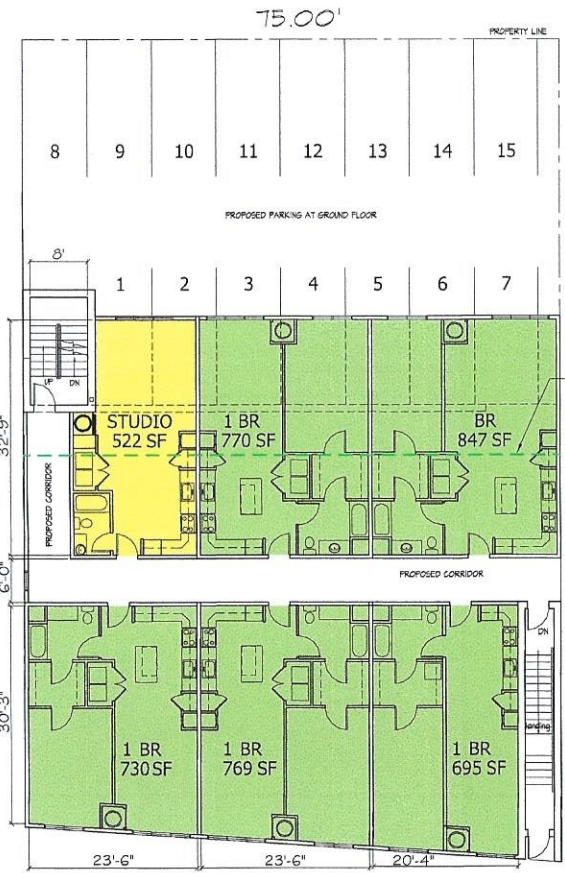 75.00'
PROPERTY LINE
8 9 10 11 12 13 14 15
PROPOSED PARKING AT GROUND FLOOR
8'
1 2 3 4 5 6 7
UP DN
32'-9"
STUDIO
522 SF
1 BR
770 SF
BR
847 SF
PROPOSED CORRIDOR
6'-0"
PROPOSED CORRIDOR
DN
landing
30'-3"
1 BR
730 SF
1 BR
769 SF
1 BR
695 SF
23'-6" 23'-6" 20'-4"